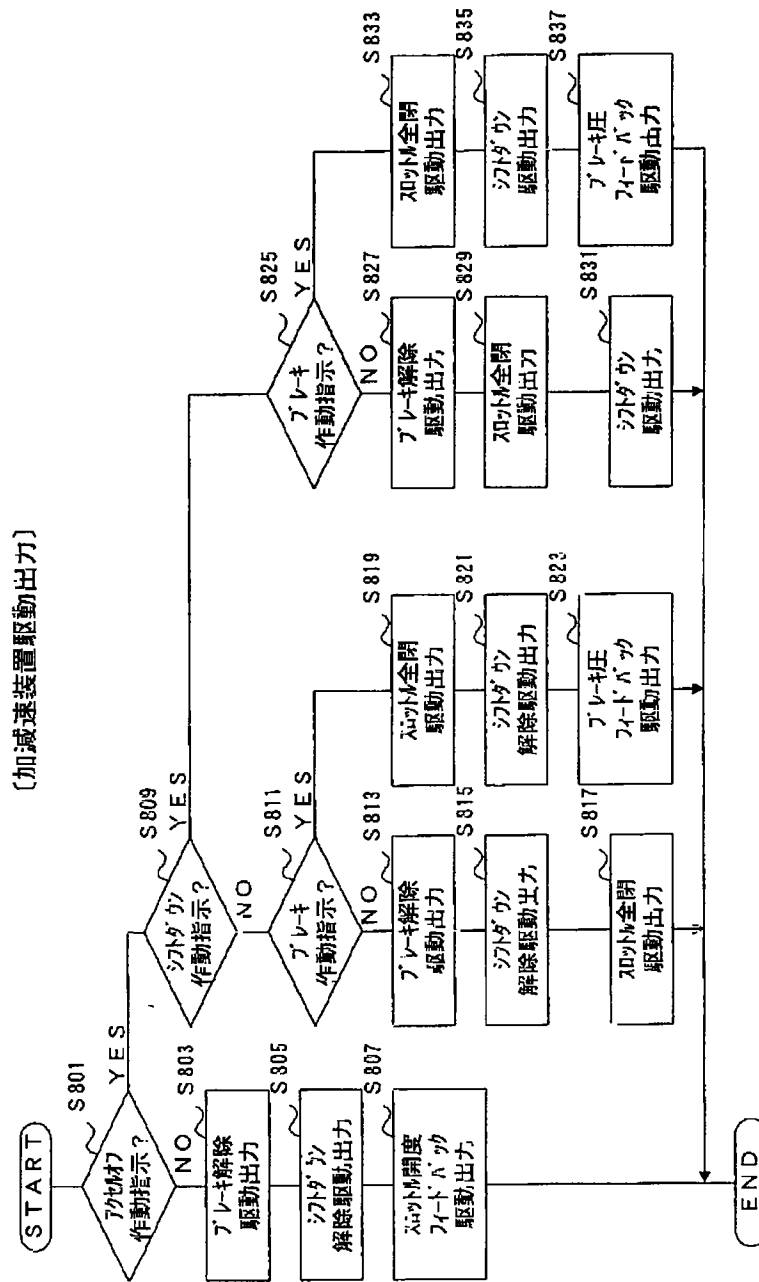 〔加減速装置駆動出力〕
START
S801
アクセルオフ
作動指示?
YES
NO
S803
ブレーキ解除
駆動出力
S805
シフトダウン
解除駆動出力
S807
スロットル開度
フィードバック
駆動出力
S809
シフトダウン
作動指示?
YES
NO
S811
ブレーキ
作動指示?
YES
NO
S813
ブレーキ解除
駆動出力
S815
シフトダウン
解除駆動出力
S817
スロットル全閉
駆動出力
S819
スロットル全閉
駆動出力
S821
シフトダウン
解除駆動出力
S823
ブレーキ圧
フィードバック
駆動出力
S825
ブレーキ
作動指示?
YES
NO
S827
ブレーキ解除
駆動出力
S829
スロットル全閉
駆動出力
S831
シフトダウン
駆動出力
S833
スロットル全閉
駆動出力
S835
シフトダウン
駆動出力
S837
ブレーキ圧
フィードバック
駆動出力
END